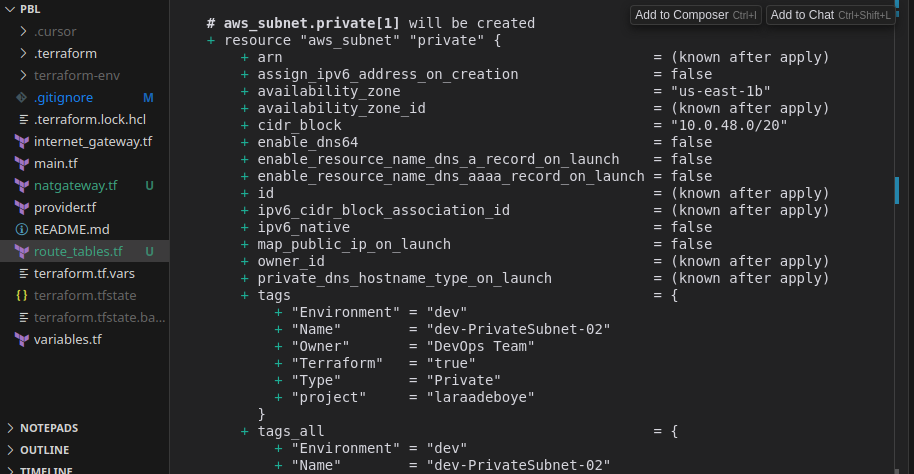 PBL
.cursor
.terraform
terraform-env
.gitignore M
.terraform.lock.hcl
internet_gateway.tf
main.tf
natgateway.tf U
provider.tf
README.md
route_tables.tf U
terraform.tf.vars
{} terraform.tfstate
terraform.tfstate.ba...
variables.tf
NOTEPADS
OUTLINE
TIMELINE
Add to Composer Ctrl+I
Add to Chat Ctrl+Shift+L
# aws_subnet.private[1] will be created
+ resource "aws_subnet" "private" {
+ arn = (known after apply)
+ assign_ipv6_address_on_creation = false
+ availability_zone = "us-east-1b"
+ availability_zone_id = (known after apply)
+ cidr_block = "10.0.48.0/20"
+ enable_dns64 = false
+ enable_resource_name_dns_a_record_on_launch = false
+ enable_resource_name_dns_aaaa_record_on_launch = false
+ id = (known after apply)
+ ipv6_cidr_block_association_id = (known after apply)
+ ipv6_native = false
+ map_public_ip_on_launch = false
+ owner_id = (known after apply)
+ private_dns_hostname_type_on_launch = (known after apply)
+ tags = {
+ "Environment" = "dev"
+ "Name" = "dev-PrivateSubnet-02"
+ "Owner" = "DevOps Team"
+ "Terraform" = "true"
+ "Type" = "Private"
+ "project" = "laraadeboye"
}
+ tags_all = {
+ "Environment" = "dev"
+ "Name" = "dev-PrivateSubnet-02"